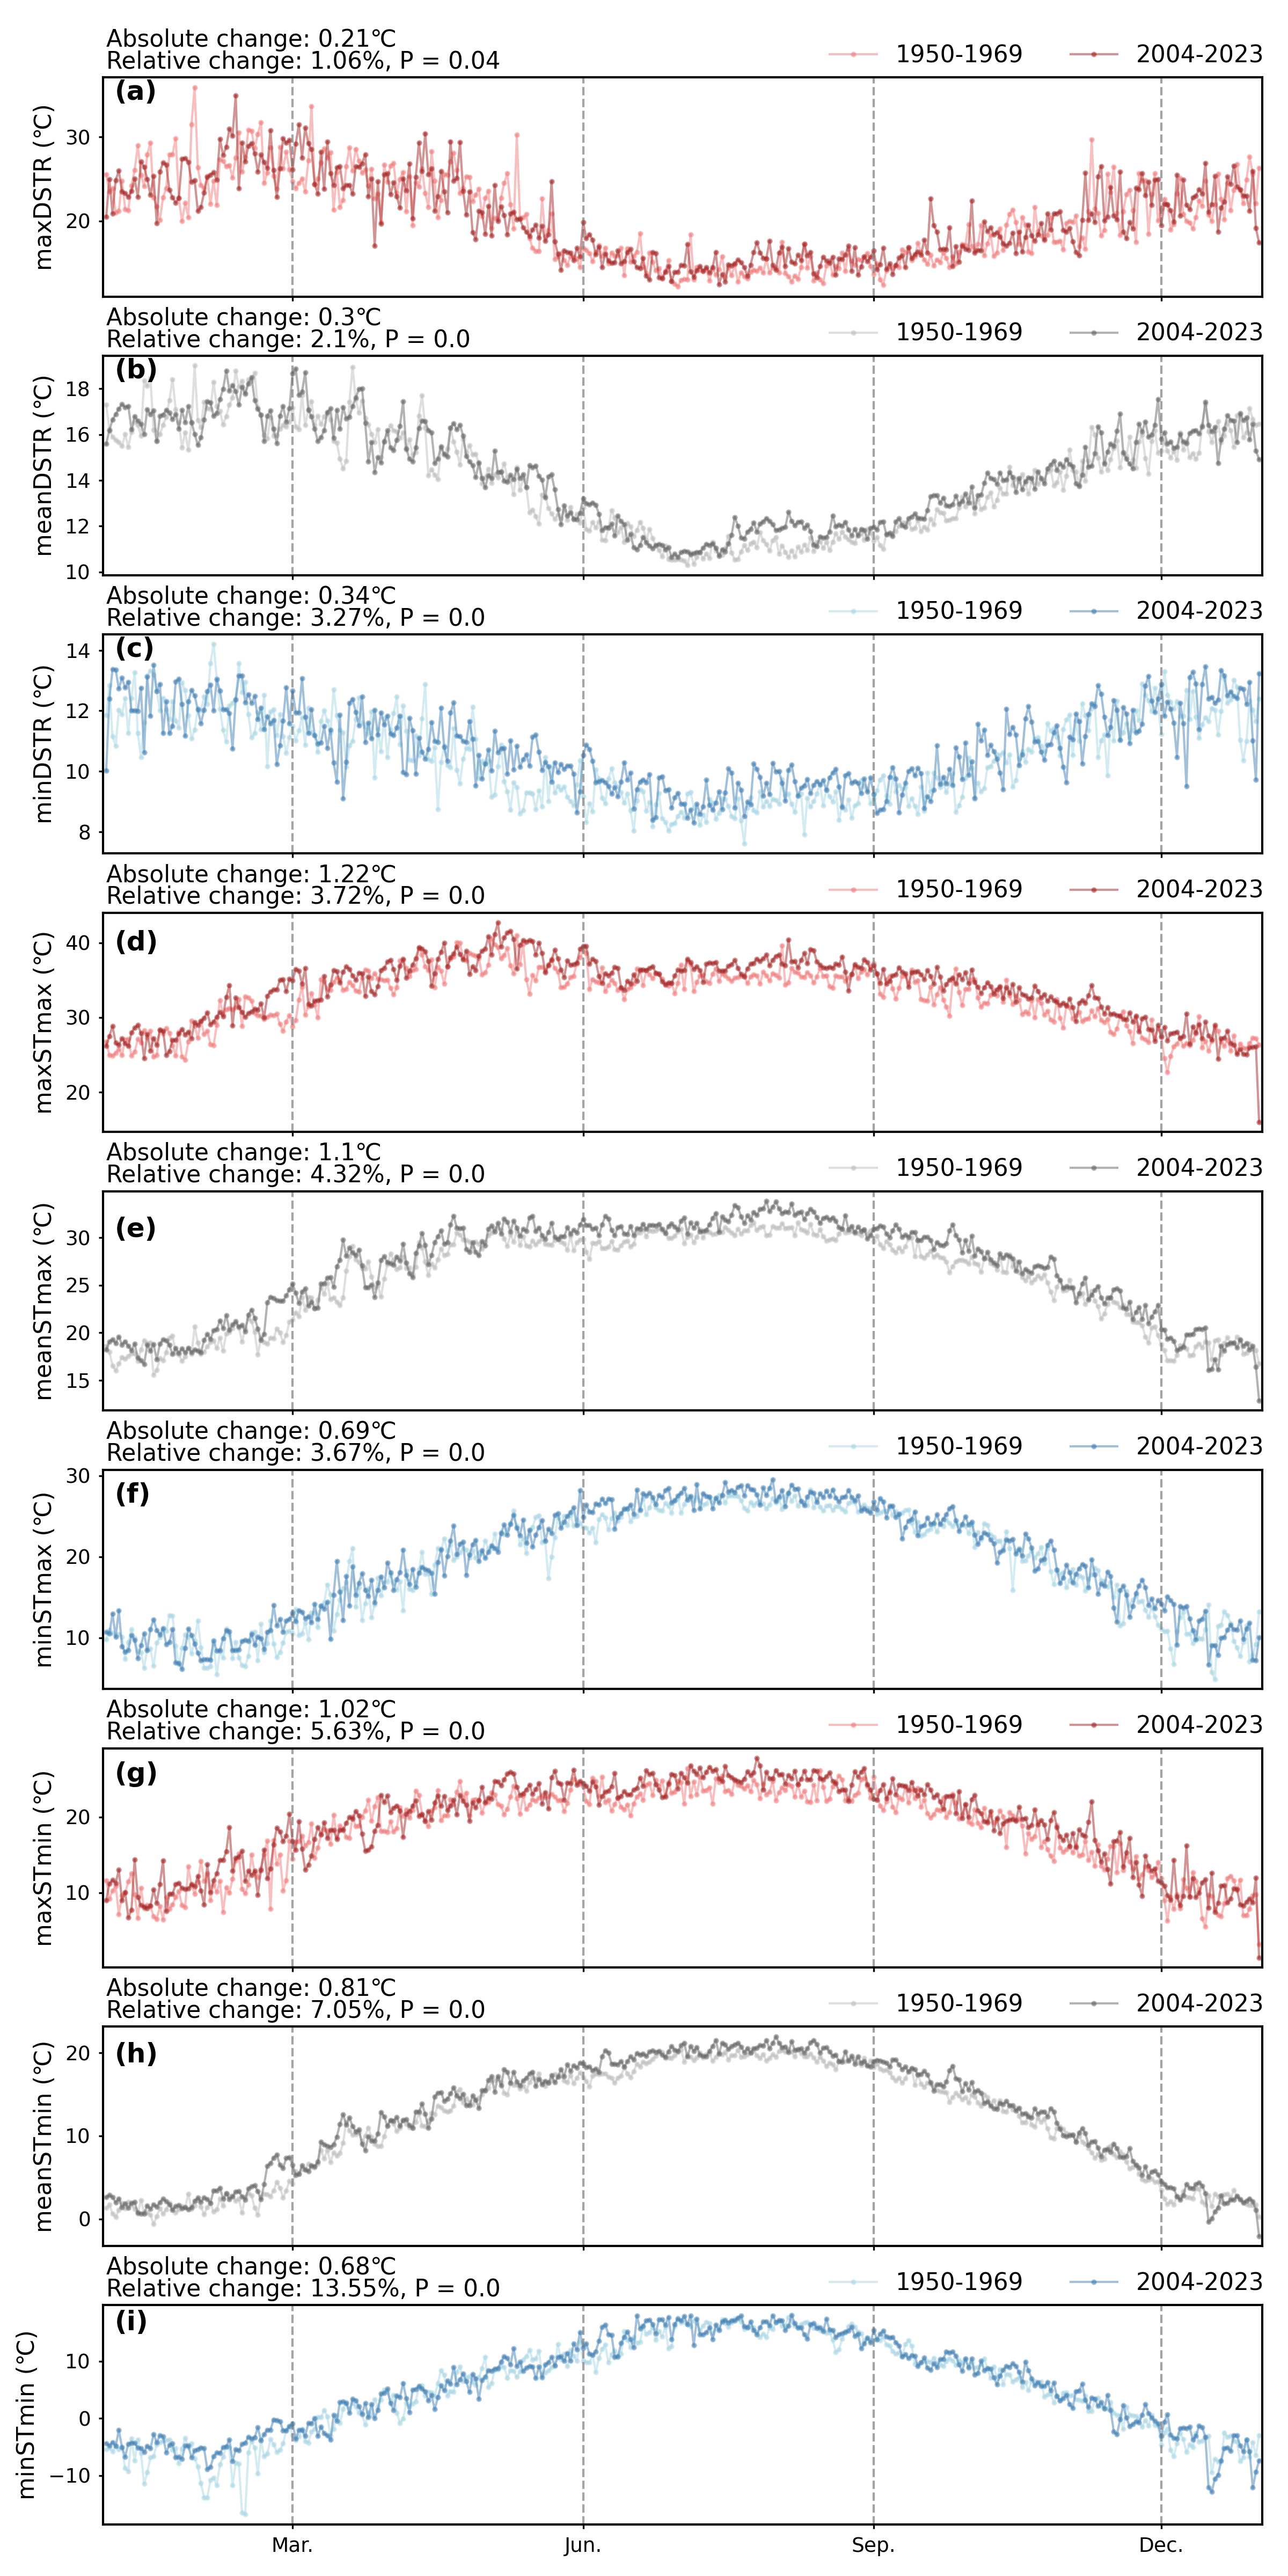 Absolute change: 0.21℃
Relative change: 1.06%, P = 0.04
1950-1969 2004-2023
(a)
maxDSTR (℃)
30
20
Absolute change: 0.3℃
Relative change: 2.1%, P = 0.0
1950-1969 2004-2023
(b)
meanDSTR (℃)
18
16
14
12
10
Absolute change: 0.34℃
Relative change: 3.27%, P = 0.0
1950-1969 2004-2023
(c)
minDSTR (℃)
14
12
10
8
Absolute change: 1.22℃
Relative change: 3.72%, P = 0.0
1950-1969 2004-2023
(d)
maxSTmax (℃)
40
30
20
Absolute change: 1.1℃
Relative change: 4.32%, P = 0.0
1950-1969 2004-2023
(e)
meanSTmax (℃)
30
25
20
15
Absolute change: 0.69℃
Relative change: 3.67%, P = 0.0
1950-1969 2004-2023
(f)
minSTmax (℃)
30
20
10
Absolute change: 1.02℃
Relative change: 5.63%, P = 0.0
1950-1969 2004-2023
(g)
maxSTmin (℃)
20
10
Absolute change: 0.81℃
Relative change: 7.05%, P = 0.0
1950-1969 2004-2023
(h)
meanSTmin (℃)
20
10
0
Absolute change: 0.68℃
Relative change: 13.55%, P = 0.0
1950-1969 2004-2023
(i)
minSTmin (℃)
10
0
−10
Mar. Jun. Sep. Dec.